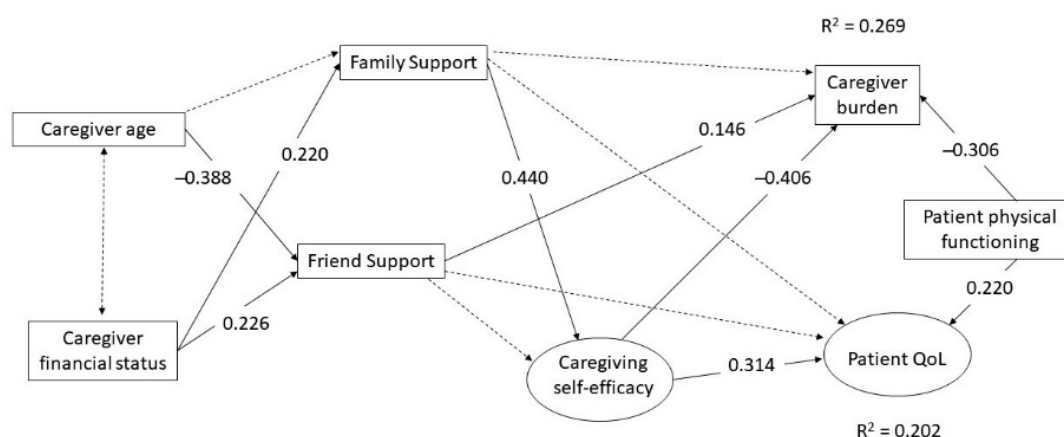 R² = 0.269
Family Support
Caregiver
burden
Caregiver age
0.146
0.220
–0.306
–0.388
0.440
–0.406
Patient physical
functioning
Friend Support
0.220
0.226
Caregiver
financial status
Caregiving
self-efficacy
0.314
Patient QoL
R² = 0.202